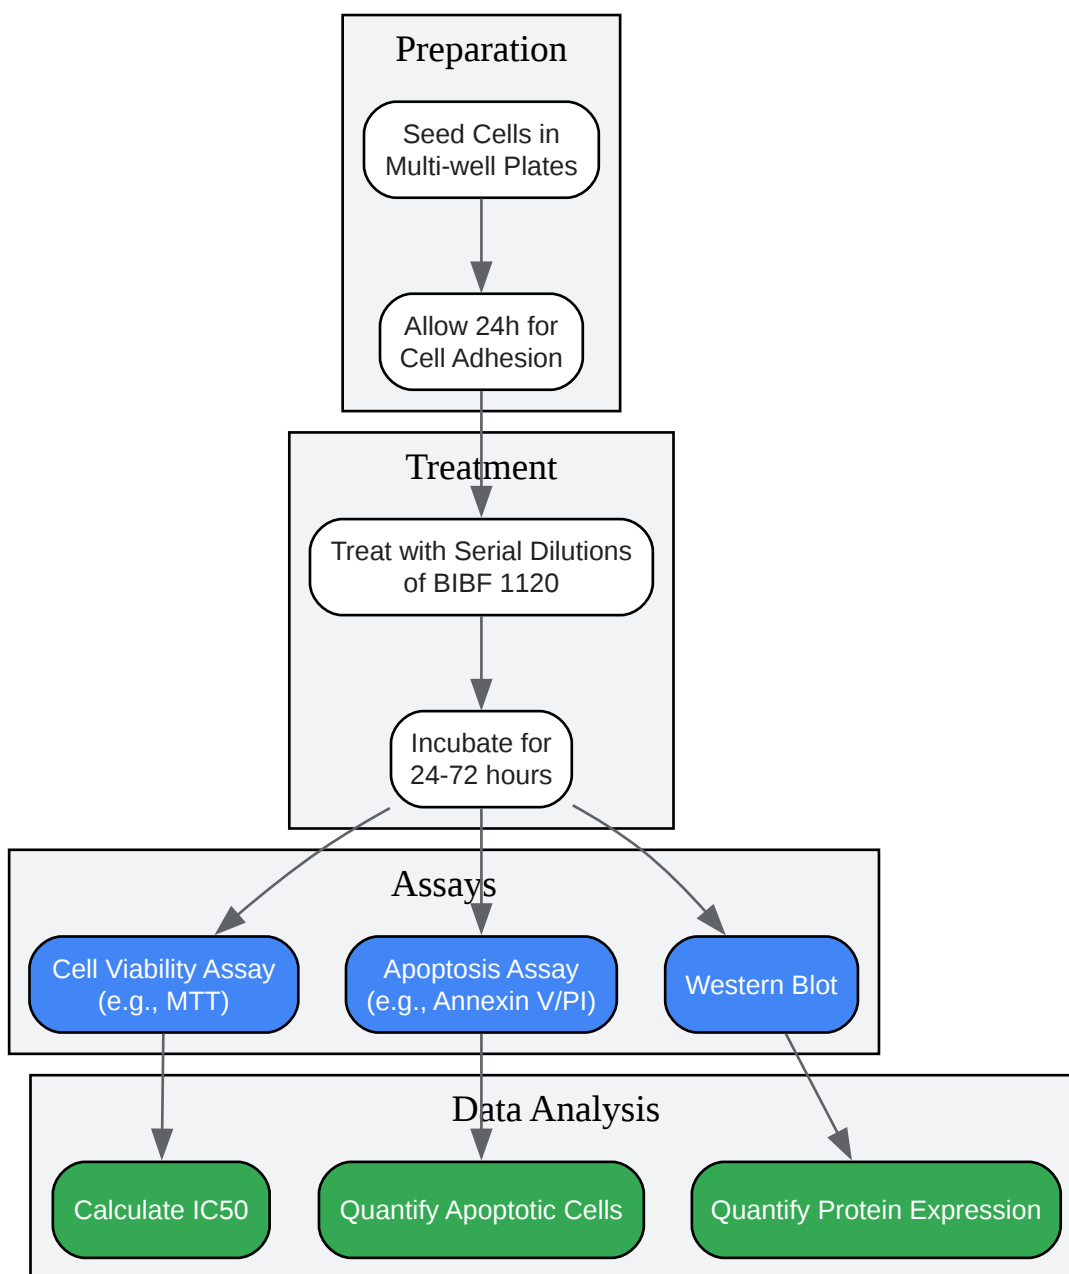 Preparation
Seed Cells in
Multi-well Plates
Allow 24h for
Cell Adhesion
Treatment
Treat with Serial Dilutions
of BIBF 1120
Incubate for
24-72 hours
Assays
Cell Viability Assay
(e.g., MTT)
Apoptosis Assay
(e.g., Annexin V/PI)
Western Blot
Data Analysis
Calculate IC50
Quantify Apoptotic Cells
Quantify Protein Expression